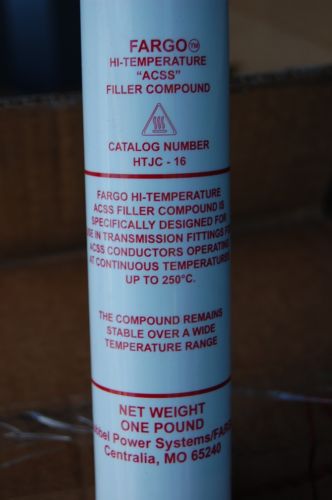 FARGO™
HI-TEMPERATURE
"ACSS"
FILLER COMPOUND
CATALOG NUMBER
HTJC - 16
FARGO HI-TEMPERATURE
ACSS FILLER COMPOUND IS
SPECIFICALLY DESIGNED FOR
USE IN TRANSMISSION FITTINGS
ACSS CONDUCTORS OPERATING
AT CONTINUOUS TEMPERATURES
UP TO 250°C.
THE COMPOUND REMAINS
STABLE OVER A WIDE
TEMPERATURE RANGE
NET WEIGHT
ONE POUND
Power Systems/
Centralia, MO 65240